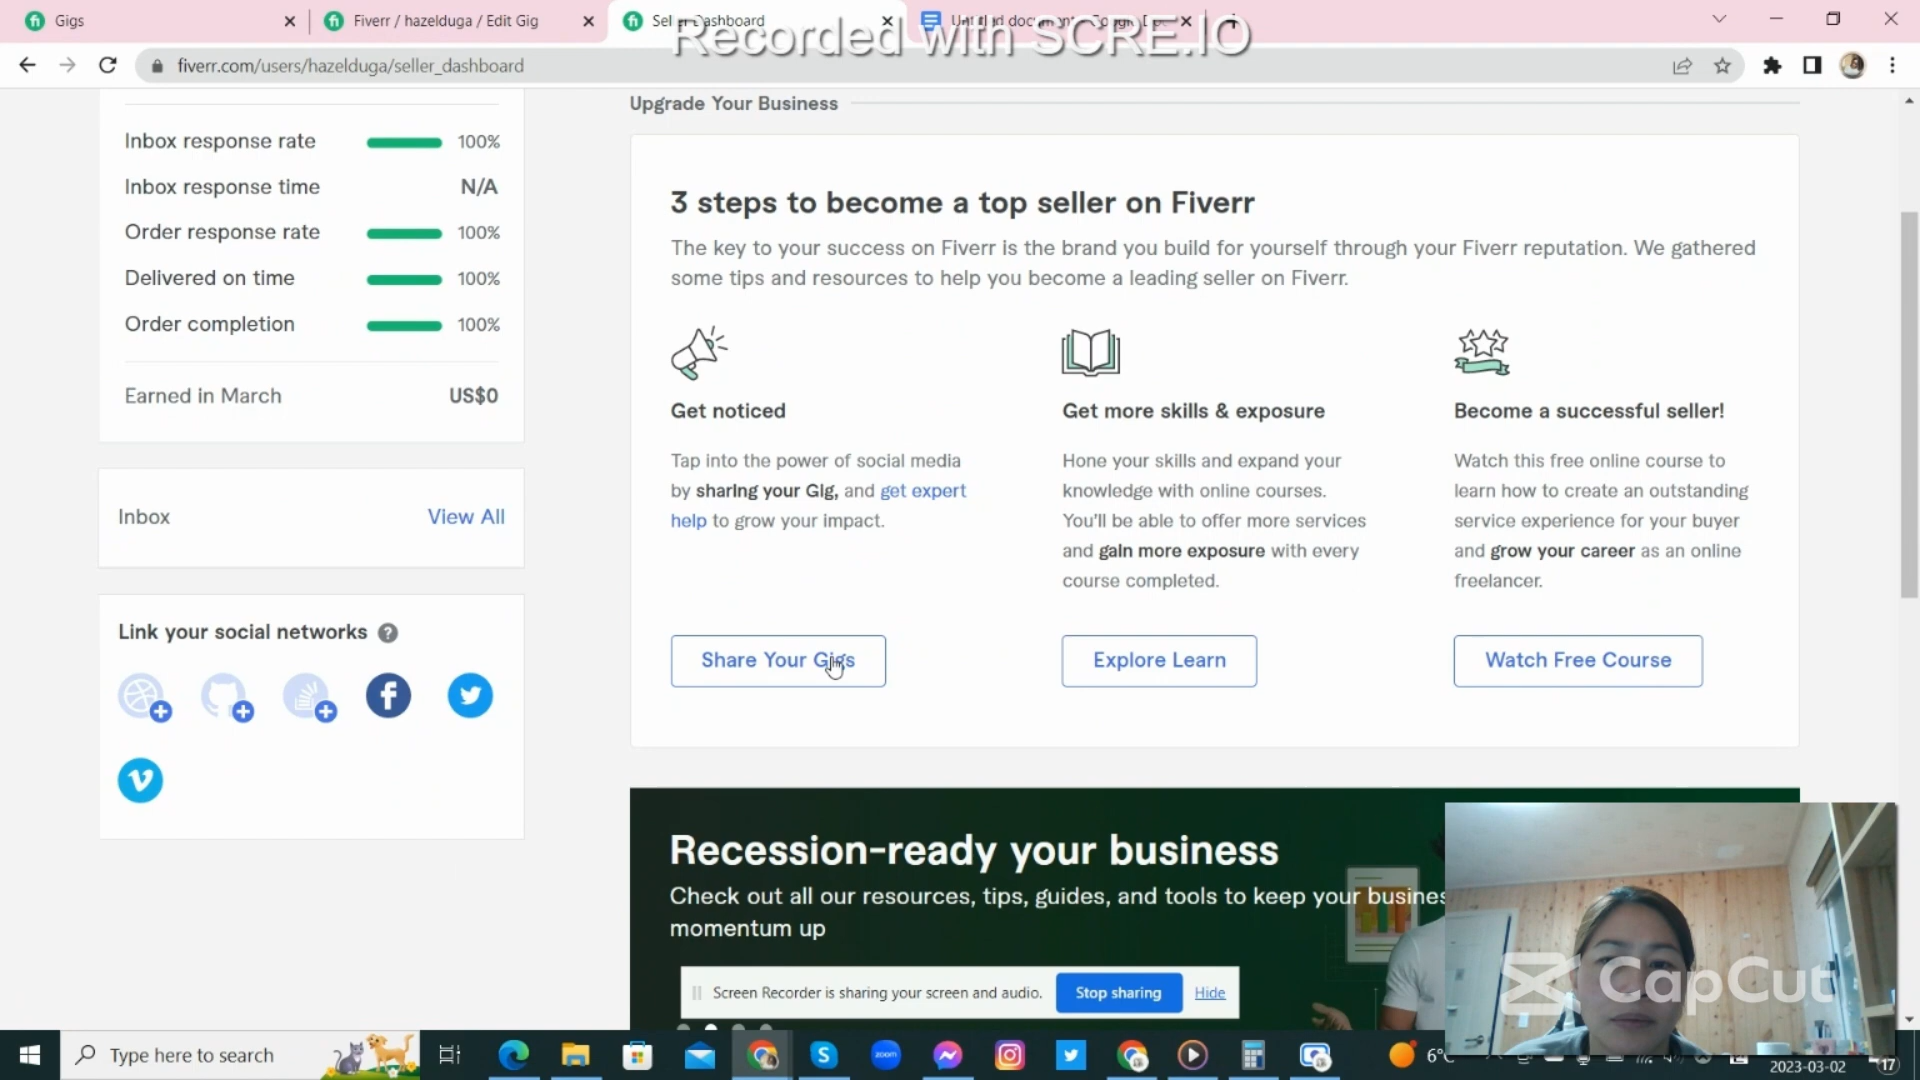 Gigs
Fiverr / hazelduga / Edit Gig
Seller Dashboard
Recorded with SCRE.IO
fiverr.com/users/hazelduga/seller_dashboard
Inbox response rate 100%
Inbox response time N/A
Order response rate 100%
Delivered on time 100%
Order completion 100%
Earned in March US$0
Inbox View All
Link your social networks
Upgrade Your Business
3 steps to become a top seller on Fiverr
The key to your success on Fiverr is the brand you build for yourself through your Fiverr reputation. We gathered
some tips and resources to help you become a leading seller on Fiverr.
Get noticed
Tap into the power of social media
by sharing your Gig, and get expert
help to grow your impact.
Share Your Gigs
Get more skills & exposure
Hone your skills and expand your
knowledge with online courses.
You'll be able to offer more services
and gain more exposure with every
course completed.
Explore Learn
Become a successful seller!
Watch this free online course to
learn how to create an outstanding
service experience for your buyer
and grow your career as an online
freelancer.
Watch Free Course
Recession-ready your business
Check out all our resources, tips, guides, and tools to keep your busines
momentum up
Screen Recorder is sharing your screen and audio.
Stop sharing
Hide
CapCut
Type here to search
zoom
6°C
2023-03-02
17